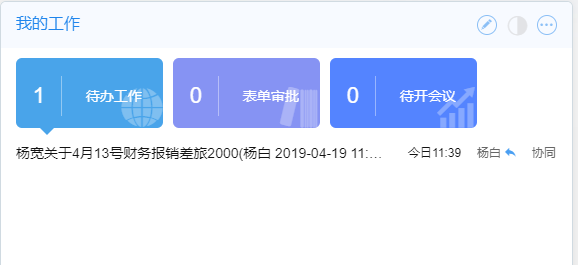 我的工作
1 待办工作 0 表单审批 0 待开会议
杨宽关于4月13号财务报销差旅2000(杨白 2019-04-19 11:... 今日11:39 杨白 协同